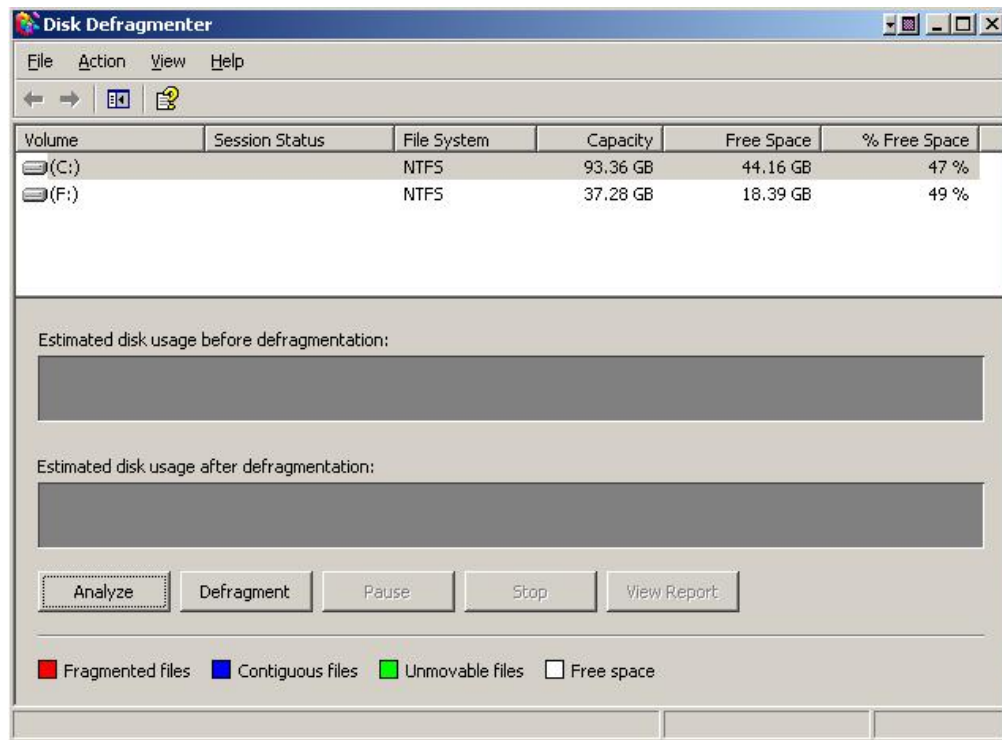 Disk Defragmenter
File Action View Help
Volume Session Status File System Capacity Free Space % Free Space
(C:) NTFS 93.36 GB 44.16 GB 47 %
(F:) NTFS 37.28 GB 18.39 GB 49 %
Estimated disk usage before defragmentation:
Estimated disk usage after defragmentation:
Analyze Defragment Pause Stop View Report
Fragmented files Contiguous files Unmovable files Free space